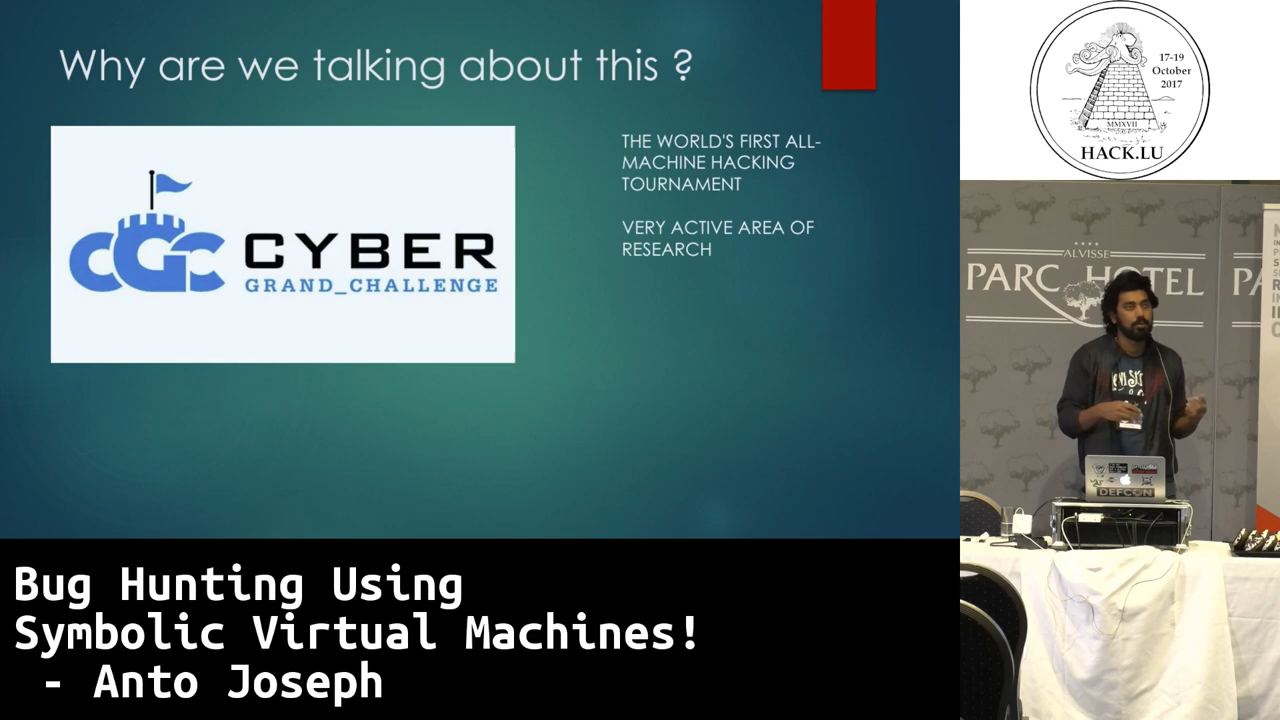 Why are we talking about this ?
CGC CYBER
GRAND_CHALLENGE
THE WORLD'S FIRST ALL-
MACHINE HACKING
TOURNAMENT
VERY ACTIVE AREA OF
RESEARCH
17-19
October
2017
MMXVII
HACK.LU
ALVISSE
PARC HOTEL
PA
DEFCON
Bug Hunting Using
Symbolic Virtual Machines!
- Anto Joseph